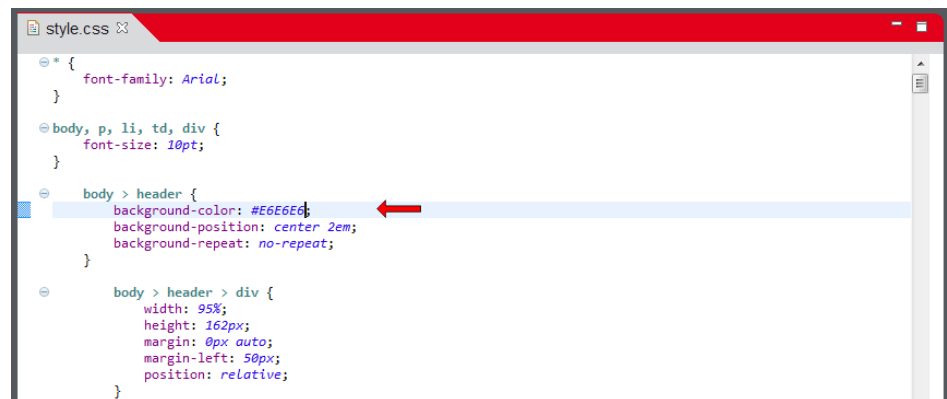 style.css
* {
font-family: Arial;
}
body, p, li, td, div {
font-size: 10pt;
}
body > header {
background-color: #E6E6E6;
background-position: center 2em;
background-repeat: no-repeat;
}
body > header > div {
width: 95%;
height: 162px;
margin: 0px auto;
margin-left: 50px;
position: relative;
}